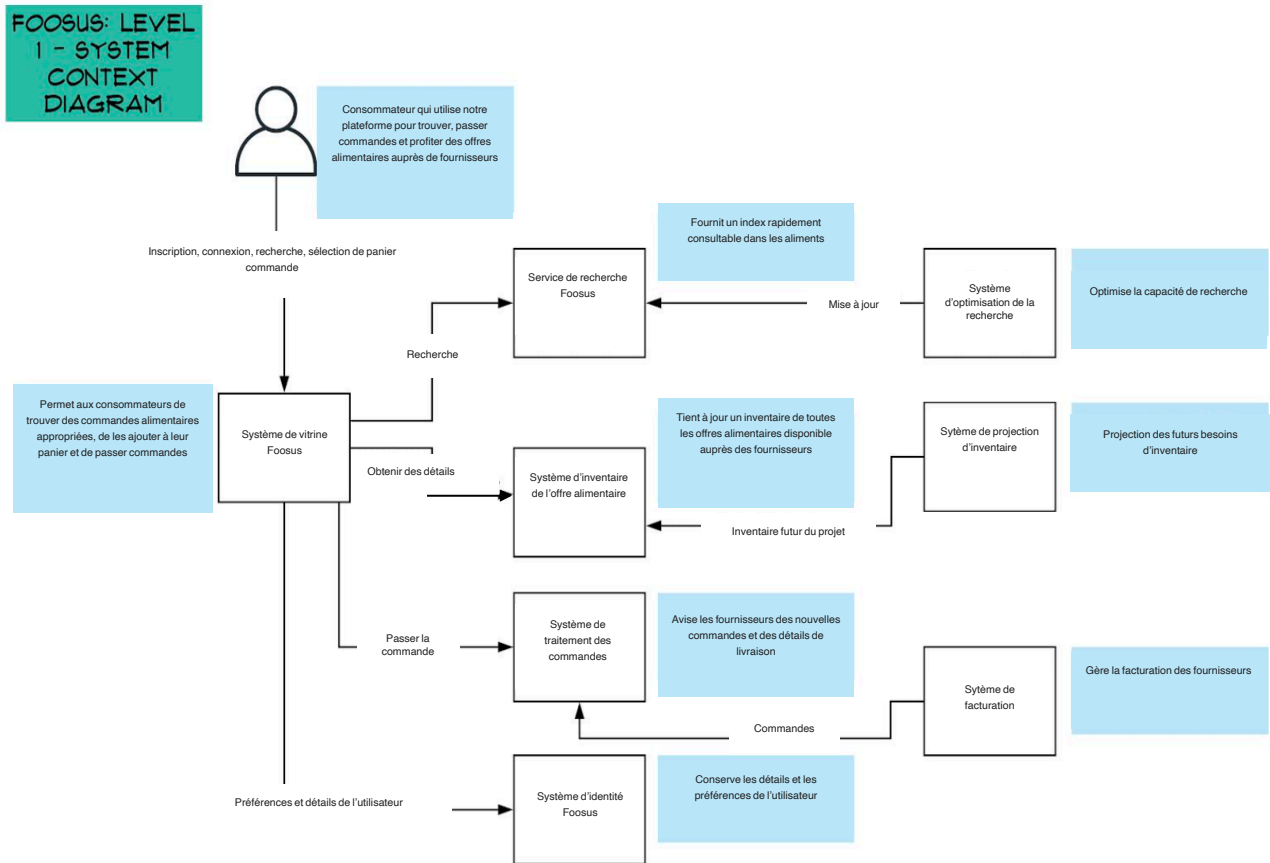 FOOSUS: LEVEL
1 - SYSTEM
CONTEXT
DIAGRAM
Consommateur qui utilise notre
plateforme pour trouver, passer
commandes et profiter des offres
alimentaires auprès de fournisseurs
Inscription, connexion, recherche, sélection de panier
commande
Fournit un index rapidement
consultable dans les aliments
Service de recherche
Foosus
Mise à jour
Système
d'optimisation de la
recherche
Optimise la capacité de recherche
Recherche
Permet aux consommateurs de
trouver des commandes alimentaires
appropriées, de les ajouter à leur
panier et de passer commandes
Système de vitrine
Foosus
Obtenir des détails
Système d'inventaire
de l'offre alimentaire
Tient à jour un inventaire de toutes
les offres alimentaires disponible
auprès des fournisseurs
Sytème de projection
d'inventaire
Projection des futurs besoins
d'inventaire
Inventaire futur du projet
Passer la
commande
Système de
traitement des
commandes
Avise les fournisseurs des nouvelles
commandes et des détails de
livraison
Sytème de
facturation
Gère la facturation des fournisseurs
Commandes
Préférences et détails de l'utilisateur
Système d'identité
Foosus
Conserve les détails et les
préférences de l'utilisateur